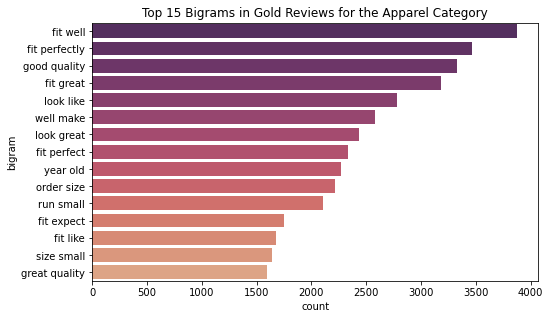 Top 15 Bigrams in Gold Reviews for the Apparel Category
fit well
fit perfectly
good quality
fit great
look like
well make
look great
fit perfect
year old
order size
run small
fit expect
fit like
size small
great quality
bigram
0 500 1000 1500 2000 2500 3000 3500 4000
count